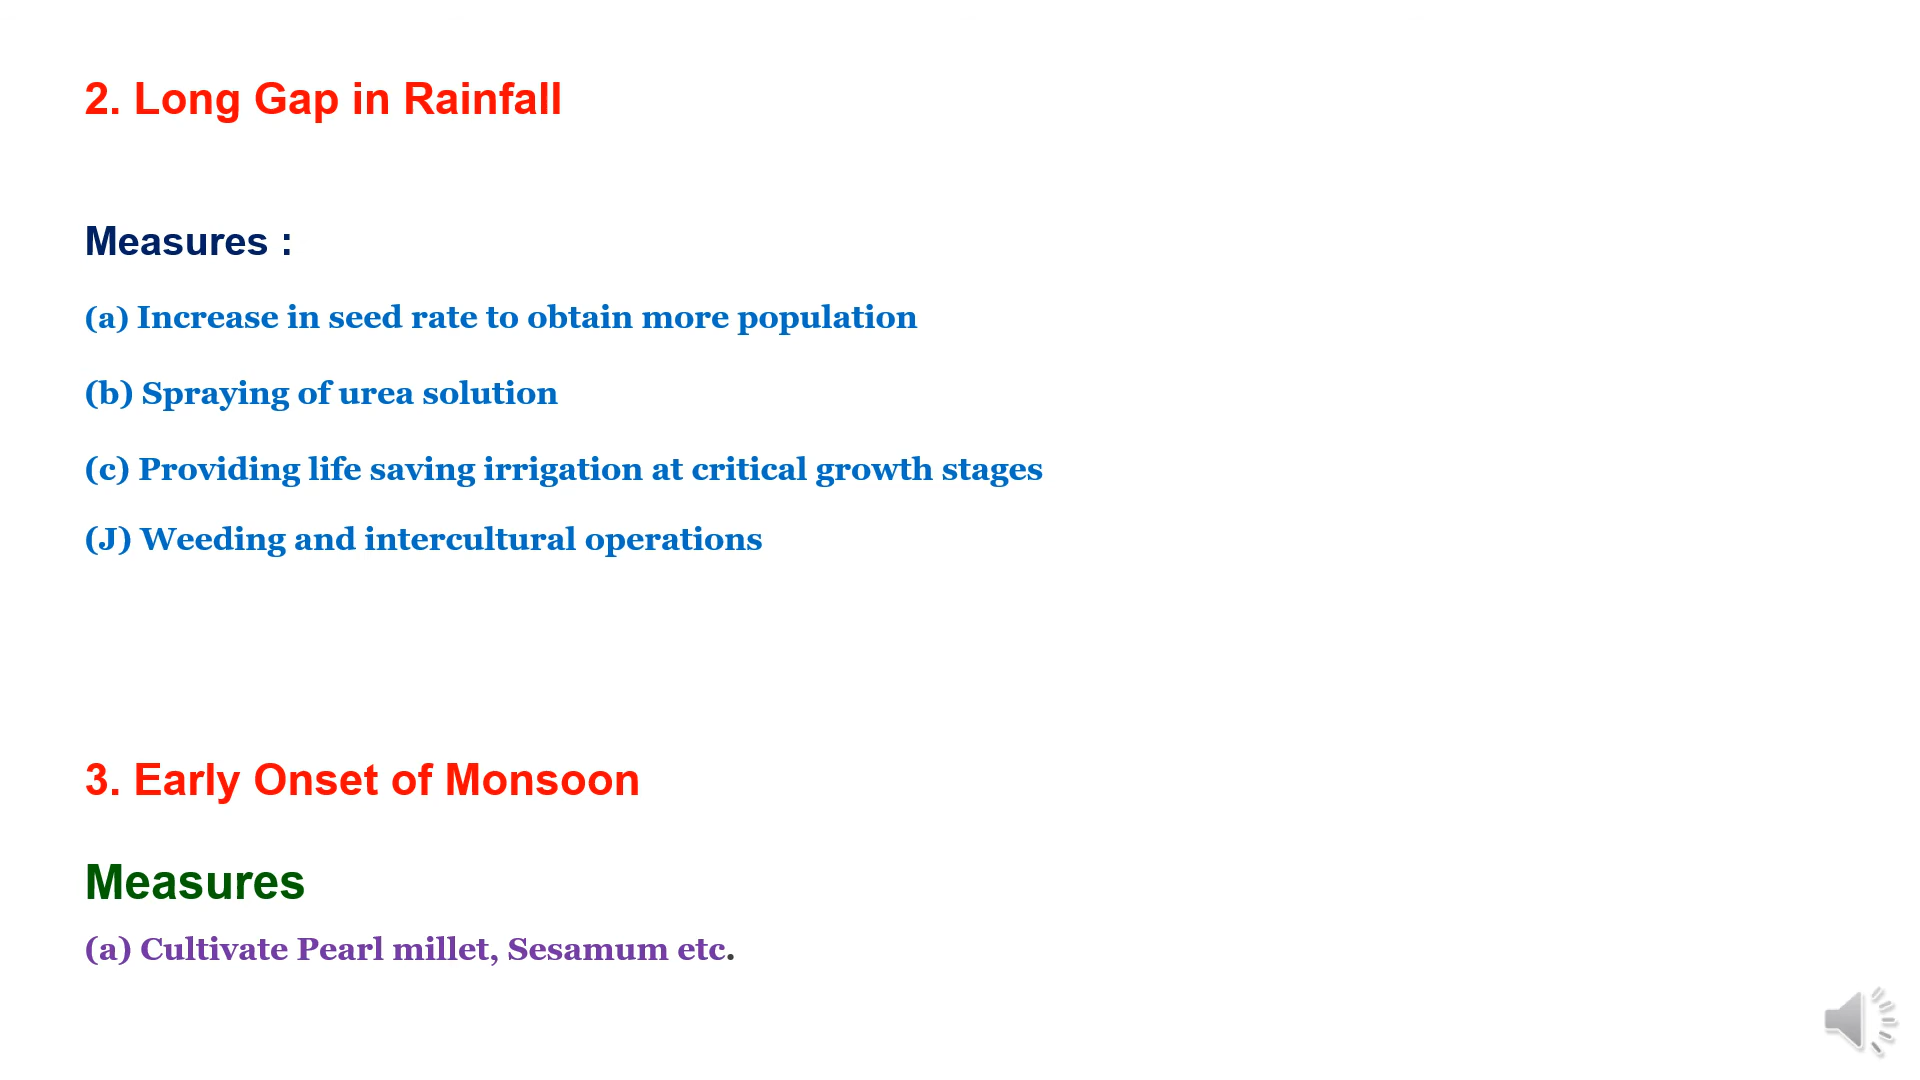 2. Long Gap in Rainfall
Measures :
(a) Increase in seed rate to obtain more population
(b) Spraying of urea solution
(c) Providing life saving irrigation at critical growth stages
(J) Weeding and intercultural operations
3. Early Onset of Monsoon
Measures
(a) Cultivate Pearl millet, Sesamum etc.